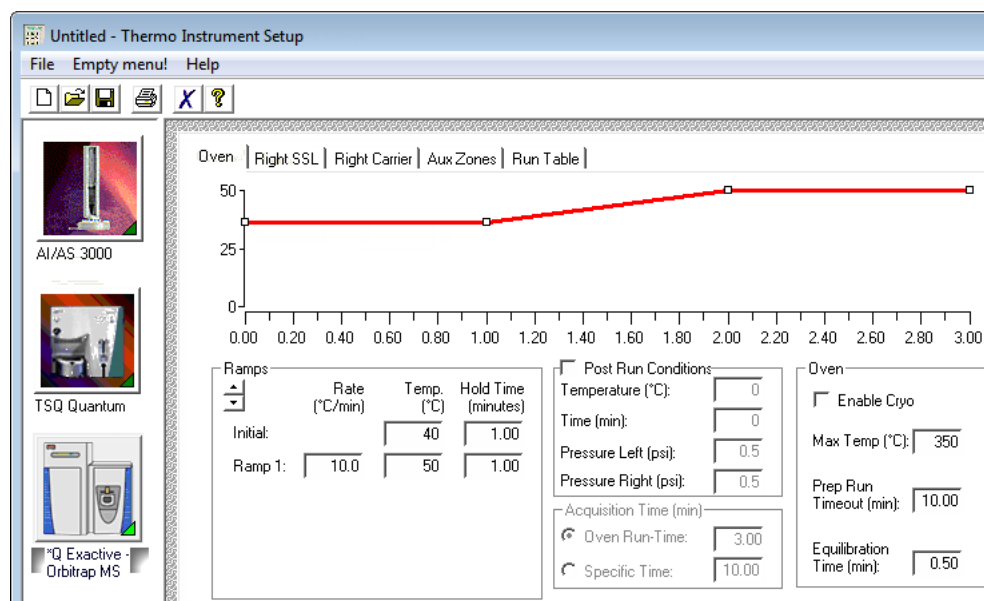 Untitled - Thermo Instrument Setup
File Empty menu! Help
AI/AS 3000
TSQ Quantum
*Q Exactive -
Orbitrap MS
Oven Right SSL Right Carrier Aux Zones Run Table
50
25
0
0.00 0.20 0.40 0.60 0.80 1.00 1.20 1.40 1.60 1.80 2.00 2.20 2.40 2.60 2.80 3.00
Ramps
Rate Temp. Hold Time
(°C/min) (°C) (minutes)
Initial: 40 1.00
Ramp 1: 10.0 50 1.00
Post Run Conditions
Temperature (°C): 0
Time (min): 0
Pressure Left (psi): 0.5
Pressure Right (psi): 0.5
Acquisition Time (min)
Oven Run-Time: 3.00
Specific Time: 10.00
Oven
Enable Cryo
Max Temp (°C): 350
Prep Run
Timeout (min): 10.00
Equilibration
Time (min): 0.50